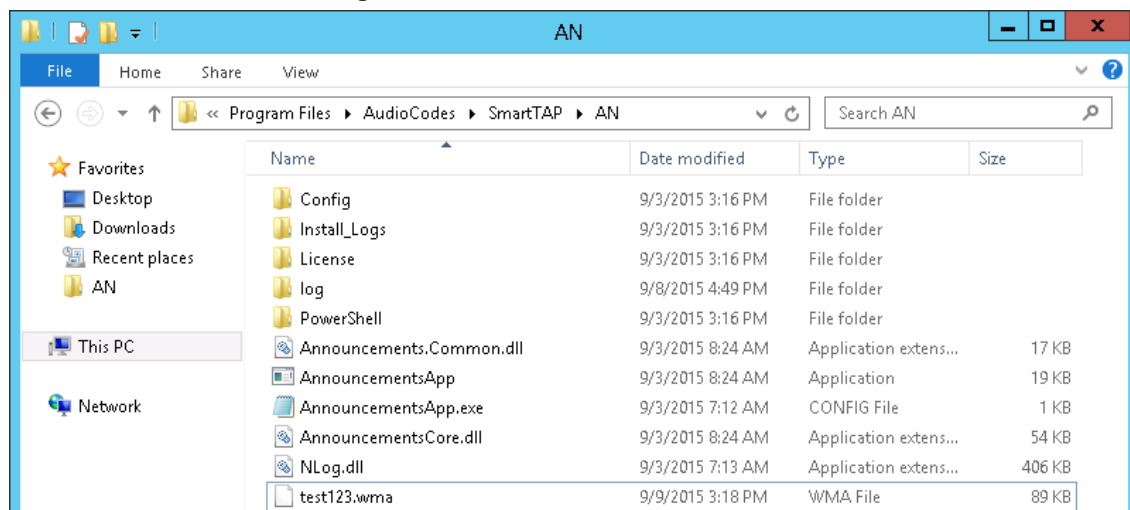 AN
File Home Share View
« Program Files AudioCodes SmartTAP AN Search AN
Name Date modified Type Size
Favorites
Desktop
Downloads
Recent places
AN
This PC
Network
Config 9/3/2015 3:16 PM File folder
Install_Logs 9/3/2015 3:16 PM File folder
License 9/3/2015 3:16 PM File folder
log 9/8/2015 4:49 PM File folder
PowerShell 9/3/2015 3:16 PM File folder
Announcements.Common.dll 9/3/2015 8:24 AM Application extens... 17 KB
AnnouncementsApp 9/3/2015 8:24 AM Application 19 KB
AnnouncementsApp.exe 9/3/2015 7:12 AM CONFIG File 1 KB
AnnouncementsCore.dll 9/3/2015 8:24 AM Application extens... 54 KB
NLog.dll 9/3/2015 7:13 AM Application extens... 406 KB
test123.wma 9/9/2015 3:18 PM WMA File 89 KB